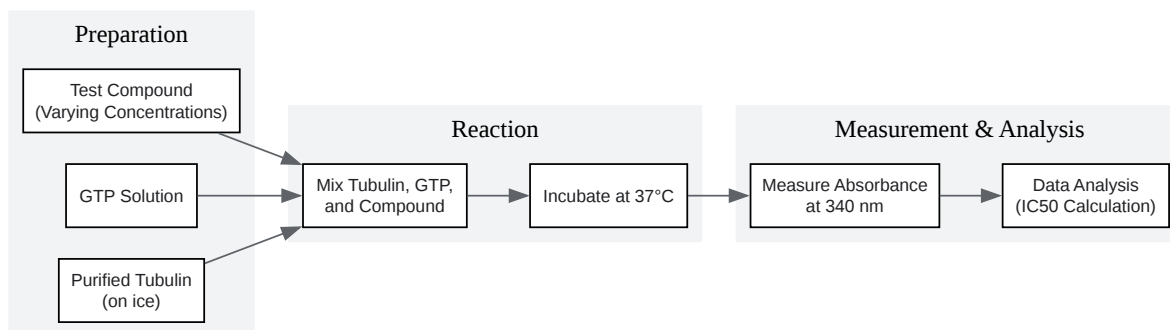 Preparation
Test Compound
(Varying Concentrations)
GTP Solution
Purified Tubulin
(on ice)
Reaction
Mix Tubulin, GTP,
and Compound
Incubate at 37°C
Measurement & Analysis
Measure Absorbance
at 340 nm
Data Analysis
(IC50 Calculation)